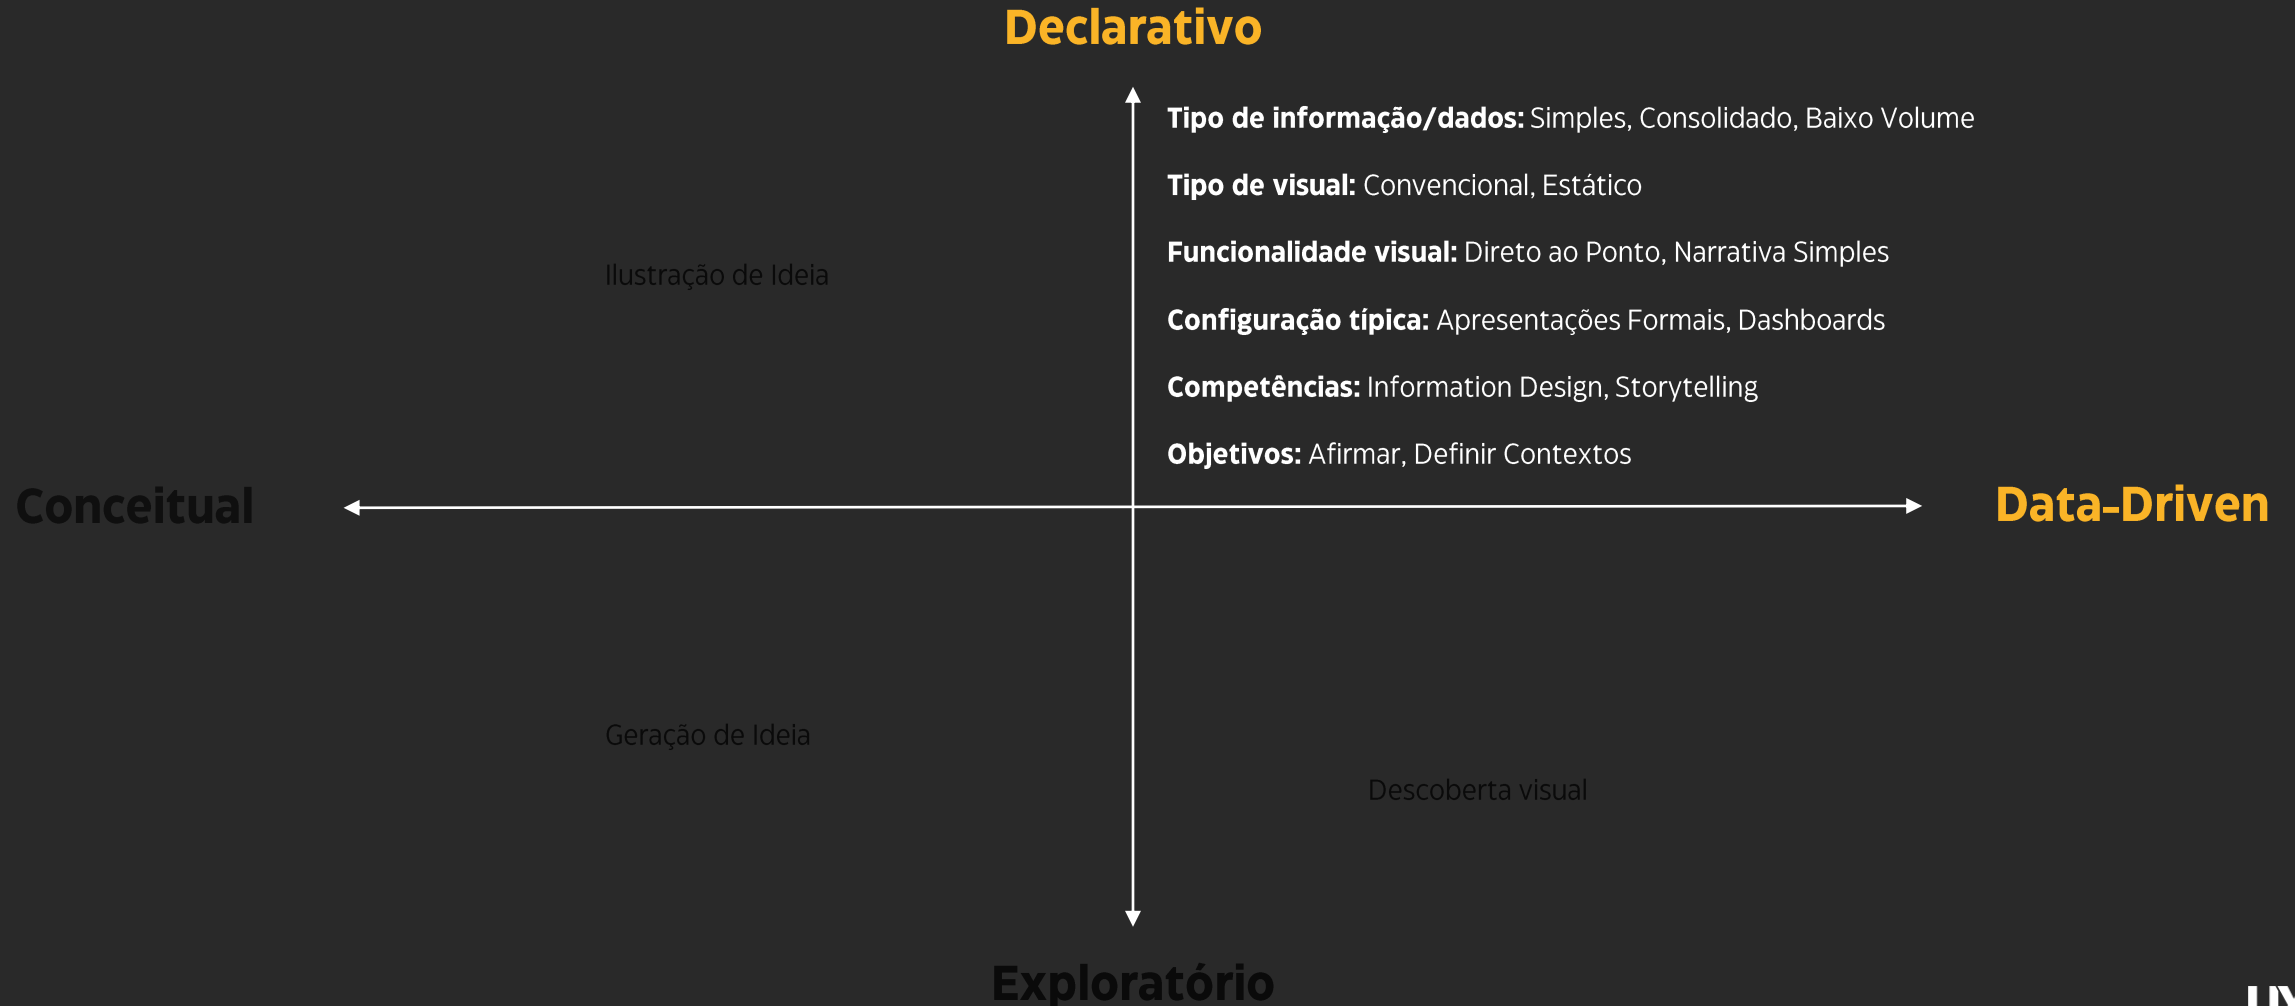 Declarativo
Tipo de informação/dados: Simples, Consolidado, Baixo Volume
Tipo de visual: Convencional, Estático
Funcionalidade visual: Direto ao Ponto, Narrativa Simples
Ilustração de Ideia
Configuração típica: Apresentações Formais, Dashboards
Competências: Information Design, Storytelling
Objetivos: Afirmar, Definir Contextos
Conceitual
Data-Driven
Geração de Ideia
Descoberta visual
Exploratório